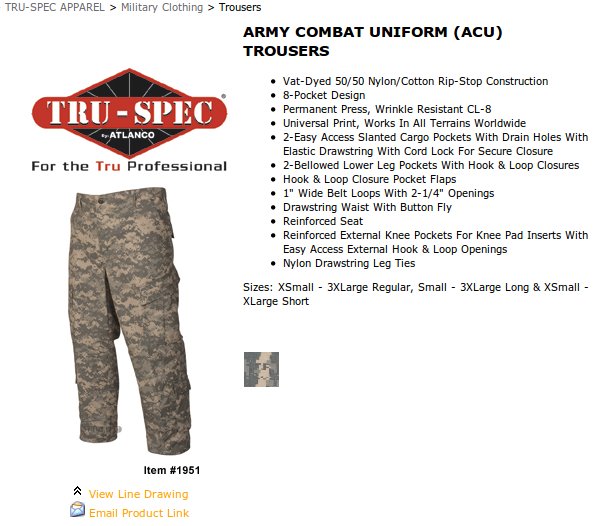 TRU-SPEC APPAREL > Military Clothing > Trousers
ARMY COMBAT UNIFORM (ACU)
TROUSERS
TRU-SPEC
By: ATLANCO
For the Tru Professional
Vat-Dyed 50/50 Nylon/Cotton Rip-Stop Construction
8-Pocket Design
Permanent Press, Wrinkle Resistant CL-8
Universal Print, Works In All Terrains Worldwide
2-Easy Access Slanted Cargo Pockets With Drain Holes With
Elastic Drawstring With Cord Lock For Secure Closure
2-Bellowed Lower Leg Pockets With Hook & Loop Closures
Hook & Loop Closure Pocket Flaps
1" Wide Belt Loops With 2-1/4" Openings
Drawstring Waist With Button Fly
Reinforced Seat
Reinforced External Knee Pockets For Knee Pad Inserts With
Easy Access External Hook & Loop Openings
Nylon Drawstring Leg Ties
Sizes: XSmall - 3XLarge Regular, Small - 3XLarge Long & XSmall -
XLarge Short
Item #1951
View Line Drawing
Email Product Link